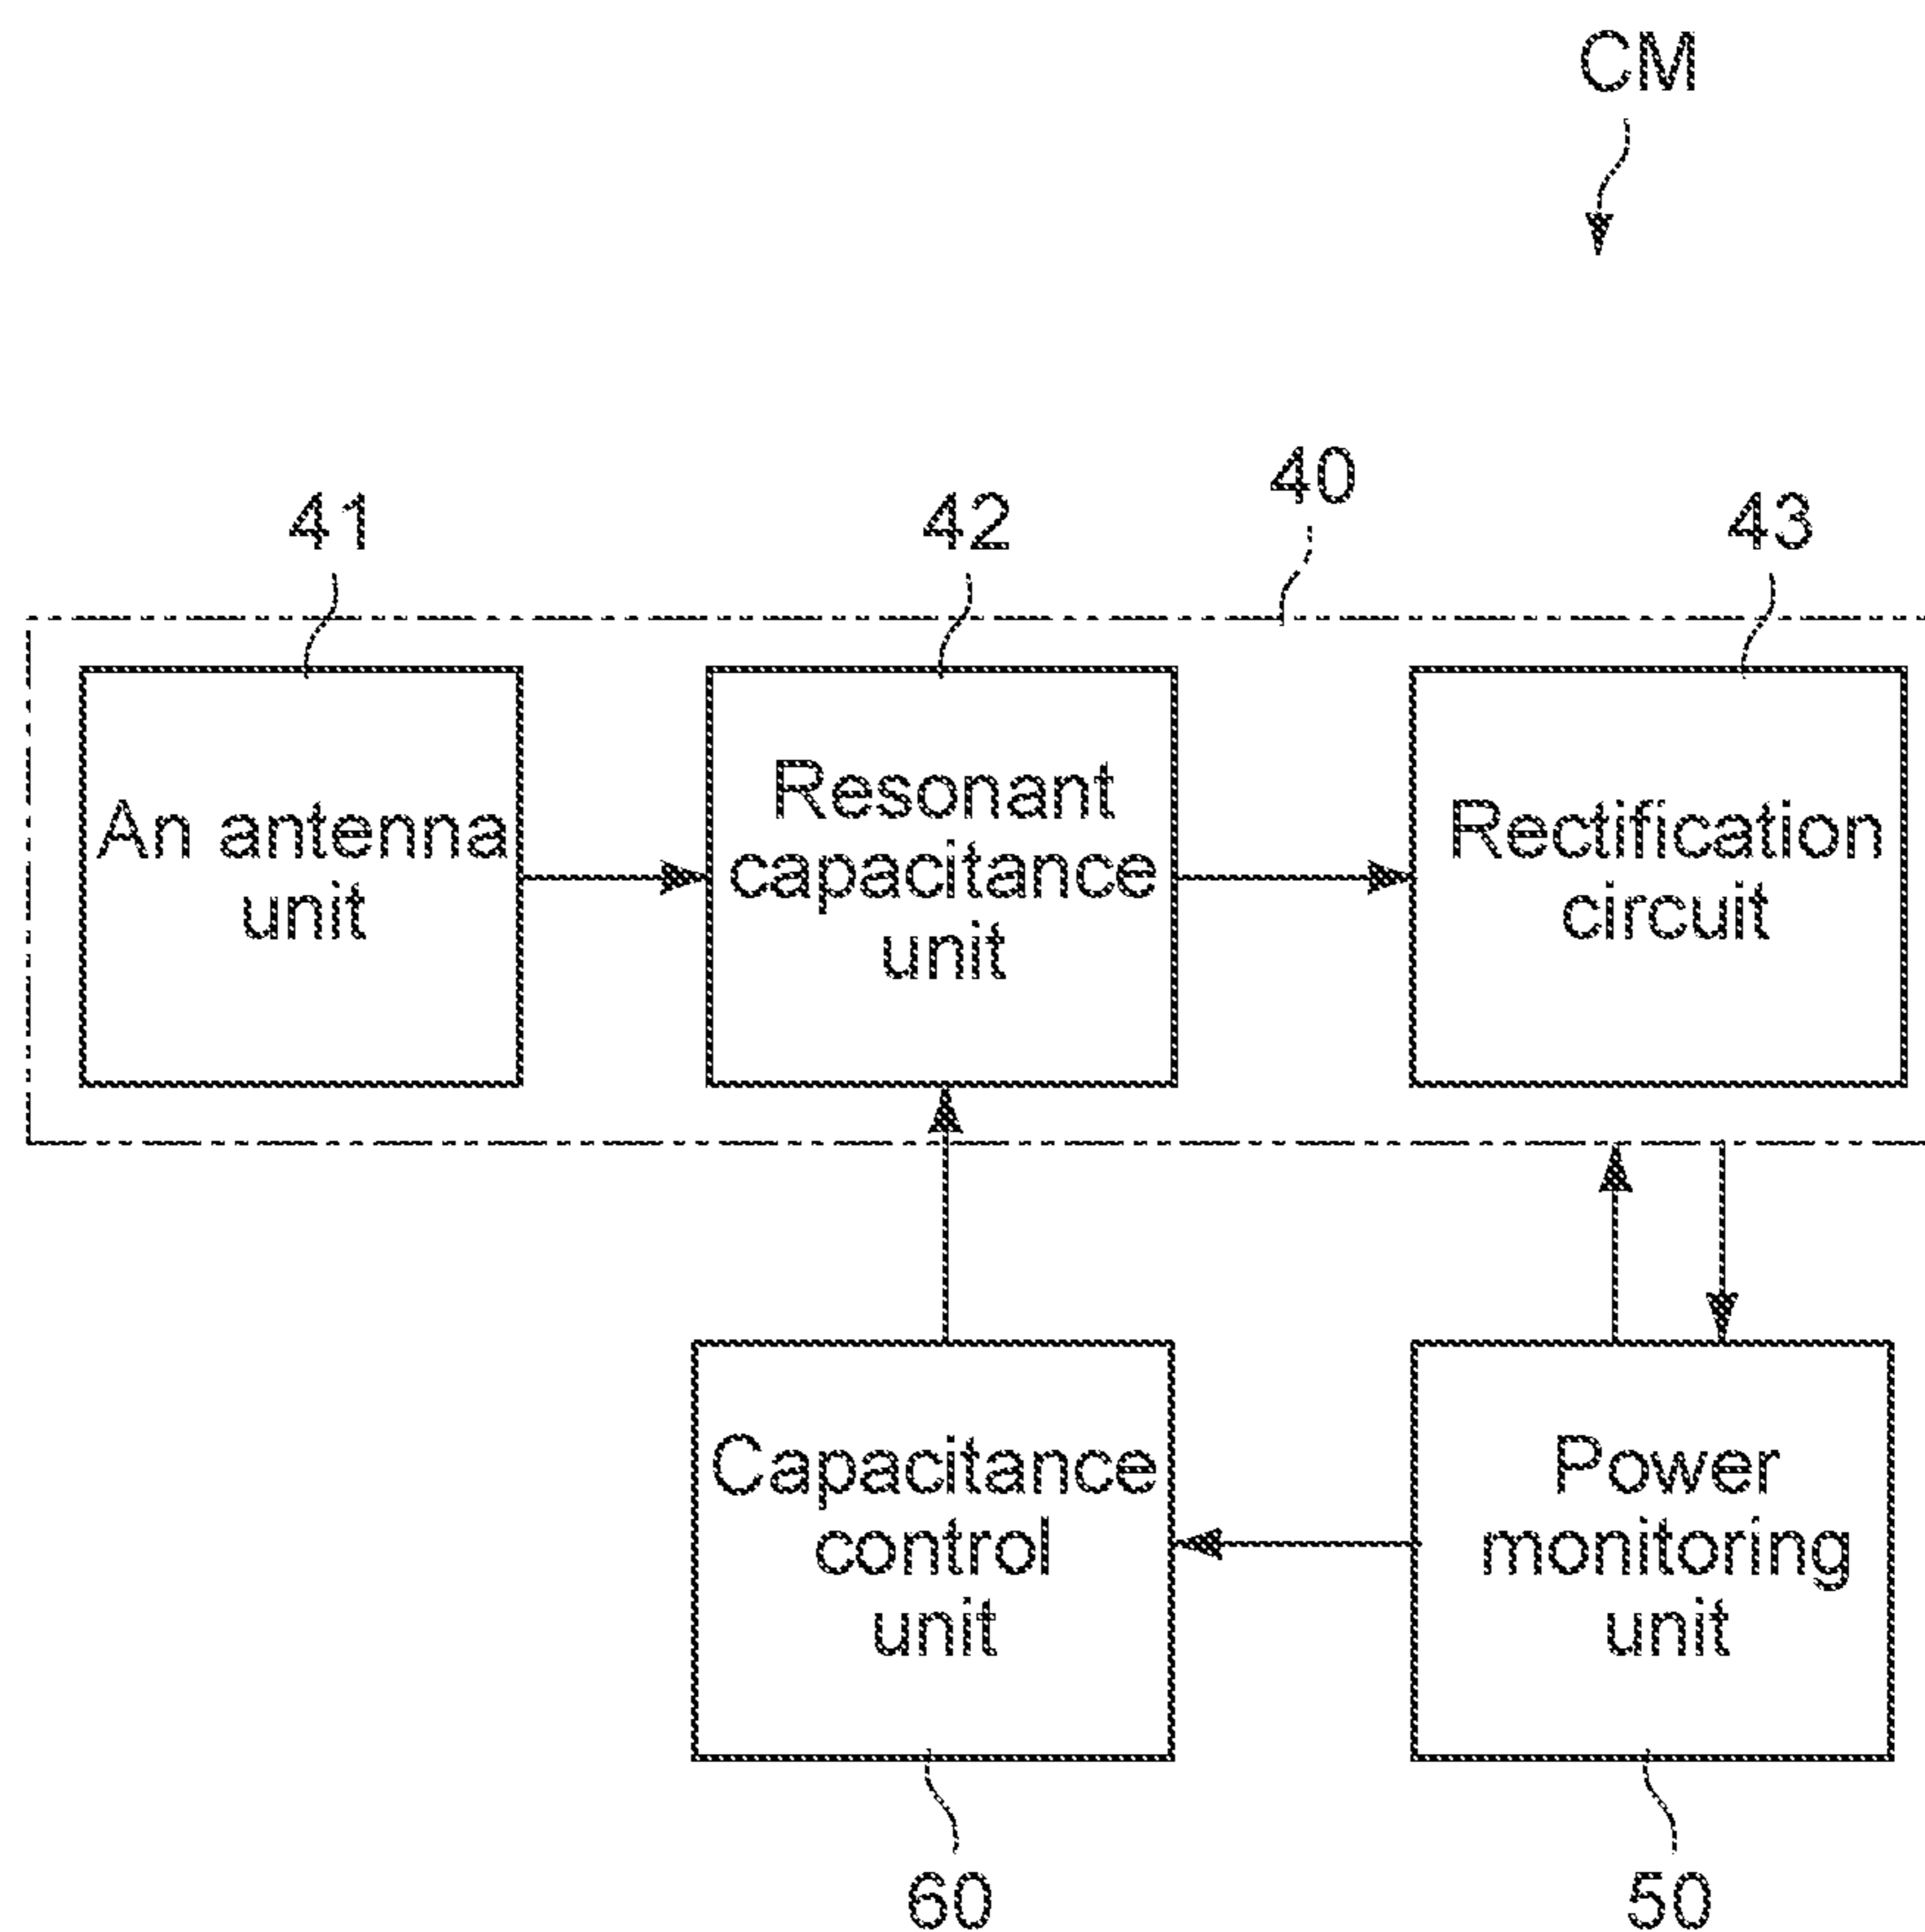 CM
40
41
42
43
An antenna
unit
Resonant
capacitance
unit
Rectification
circuit
Capacitance
control
unit
Power
monitoring
unit
60
50